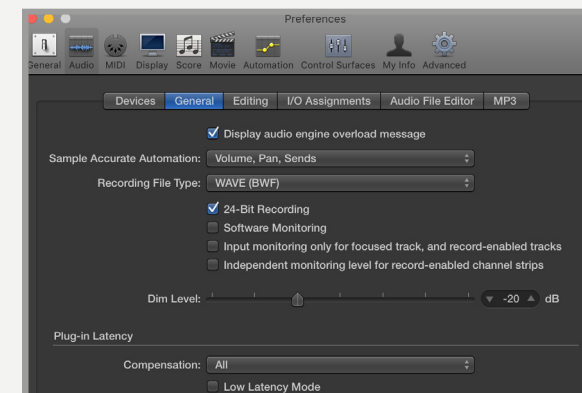 Preferences
General Audio MIDI Display Score Movie Automation Control Surfaces My Info Advanced
Devices General Editing I/O Assignments Audio File Editor MP3
Display audio engine overload message
Sample Accurate Automation: Volume, Pan, Sends
Recording File Type: WAVE (BWF)
24-Bit Recording
Software Monitoring
Input monitoring only for focused track, and record-enabled tracks
Independent monitoring level for record-enabled channel strips
Dim Level: -20 dB
Plug-in Latency
Compensation: All
Low Latency Mode